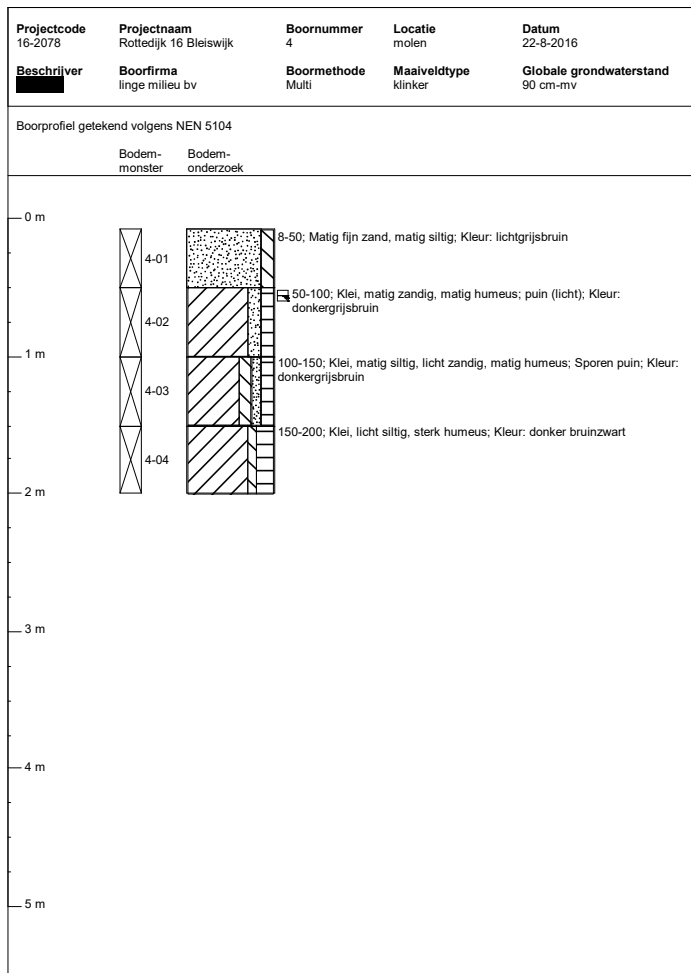 Projectcode Projectnaam Boornummer Locatie Datum
16-2078 Rottedijk 16 Bleiswijk 4 molen 22-8-2016
Beschrijver Boorfirma Boormethode Maaiveldtype Globale grondwaterstand
linge milieu bv Multi klinker 90 cm-mv
Boorprofiel getekend volgens NEN 5104
Bodem- Bodem-
monster onderzoek
0 m
8-50; Matig fijn zand, matig siltig; Kleur: lichtgrijsbruin
4-01
50-100; Klei, matig zandig, matig humeus; puin (licht); Kleur:
donkergrijsbruin
4-02
1 m
100-150; Klei, matig siltig, licht zandig, matig humeus; Sporen puin; Kleur:
donkergrijsbruin
4-03
150-200; Klei, licht siltig, sterk humeus; Kleur: donker bruinzwart
4-04
2 m
3 m
4 m
5 m